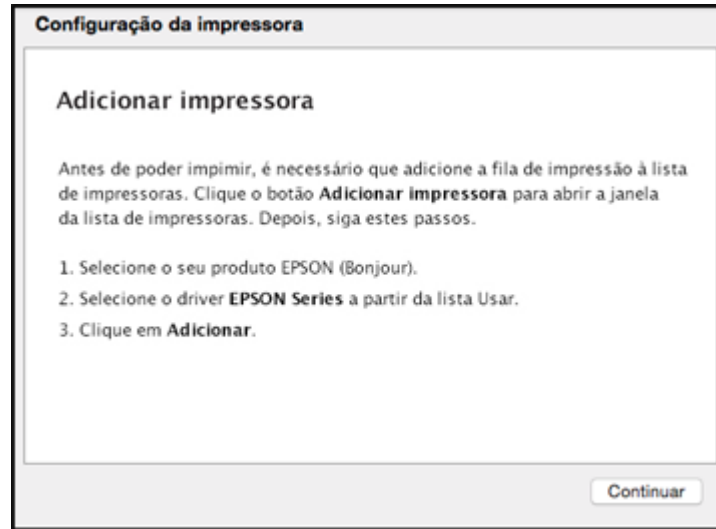 Configuração da impressora
Adicionar impressora
Antes de poder impimir, é necessário que adicione a fila de impressão à lista
de impressoras. Clique o botão Adicionar impressora para abrir a janela
da lista de impressoras. Depois, siga estes passos.
1. Selecione o seu produto EPSON (Bonjour).
2. Selecione o driver EPSON Series a partir da lista Usar.
3. Clique em Adicionar.
Continuar